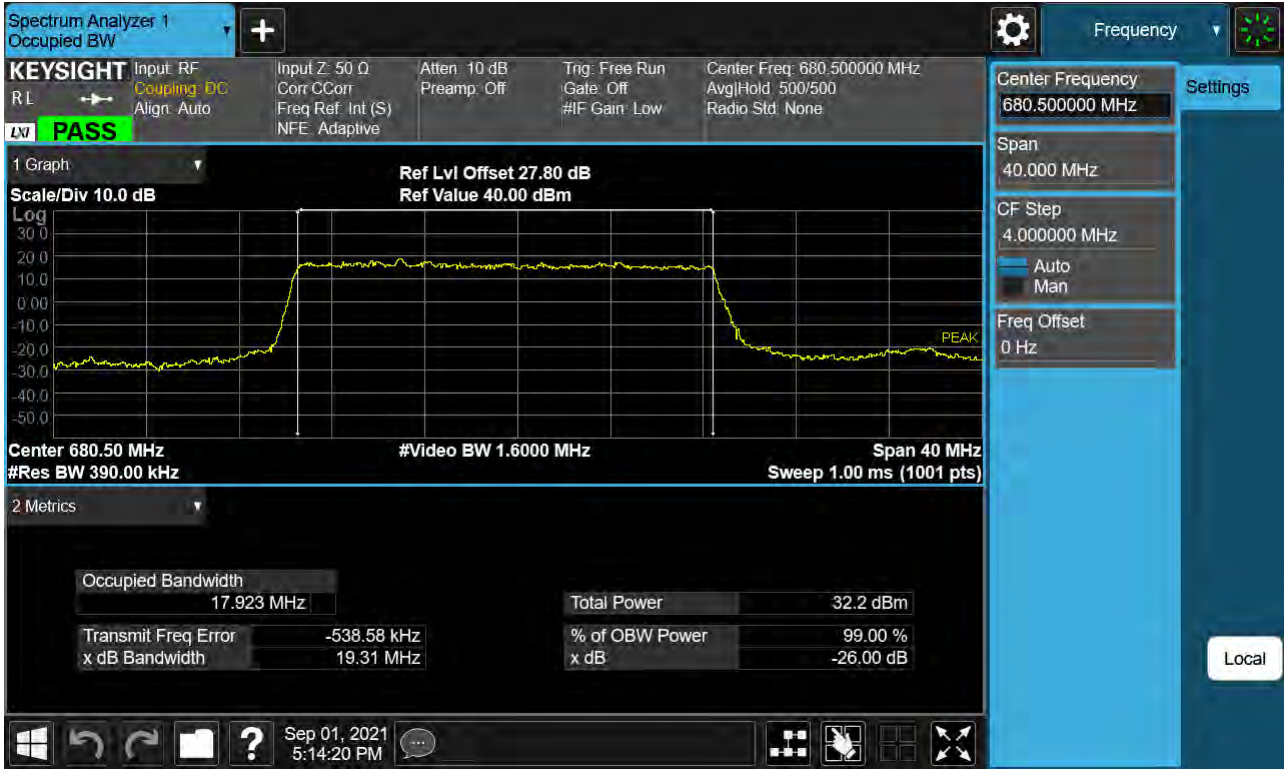 Spectrum Analyzer 1
Occupied BW
Frequency
KEYSIGHT
RL
LXI PASS
Input: RF
Coupling: DC
Align: Auto
Input Z: 50 Ω
Corr CCorr
Freq Ref: Int (S)
NFE: Adaptive
Atten: 10 dB
Preamp: Off
Trig: Free Run
Gate: Off
#IF Gain: Low
Center Freq: 680.500000 MHz
Avg|Hold: 500/500
Radio Std: None
1 Graph
Scale/Div 10.0 dB
Ref Lvl Offset 27.80 dB
Ref Value 40.00 dBm
Log
30.0
20.0
10.0
0.00
-10.0
-20.0
-30.0
-40.0
-50.0
PEAK
Center 680.50 MHz
#Video BW 1.6000 MHz
Span 40 MHz
#Res BW 390.00 kHz
Sweep 1.00 ms (1001 pts)
2 Metrics
Occupied Bandwidth
17.923 MHz
Total Power 32.2 dBm
Transmit Freq Error -538.58 kHz
% of OBW Power 99.00 %
x dB Bandwidth 19.31 MHz
x dB -26.00 dB
Center Frequency
680.500000 MHz
Settings
Span
40.000 MHz
CF Step
4.000000 MHz
Auto
Man
Freq Offset
0 Hz
Local
Sep 01, 2021
5:14:20 PM